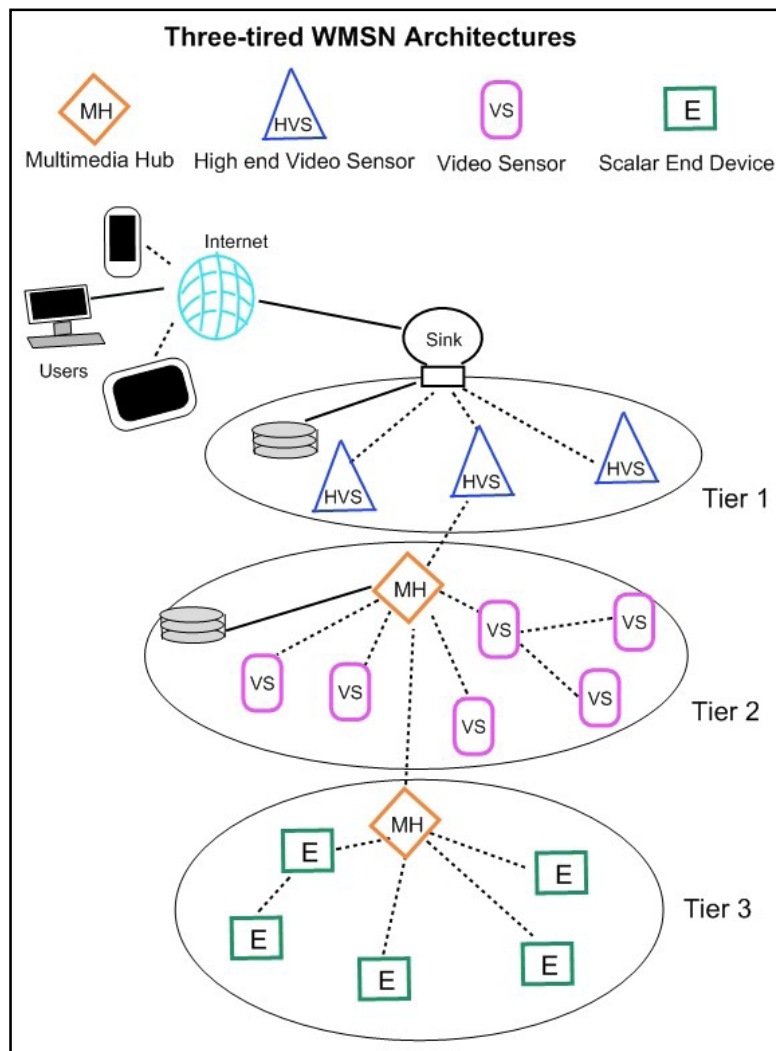 Three-tired WMSN Architectures
MH
HVS
VS
E
Multimedia Hub
High end Video Sensor
Video Sensor
Scalar End Device
Internet
Users
Sink
HVS
HVS
HVS
Tier 1
MH
VS
VS
VS
VS
VS
VS
Tier 2
MH
E
E
E
E
E
Tier 3